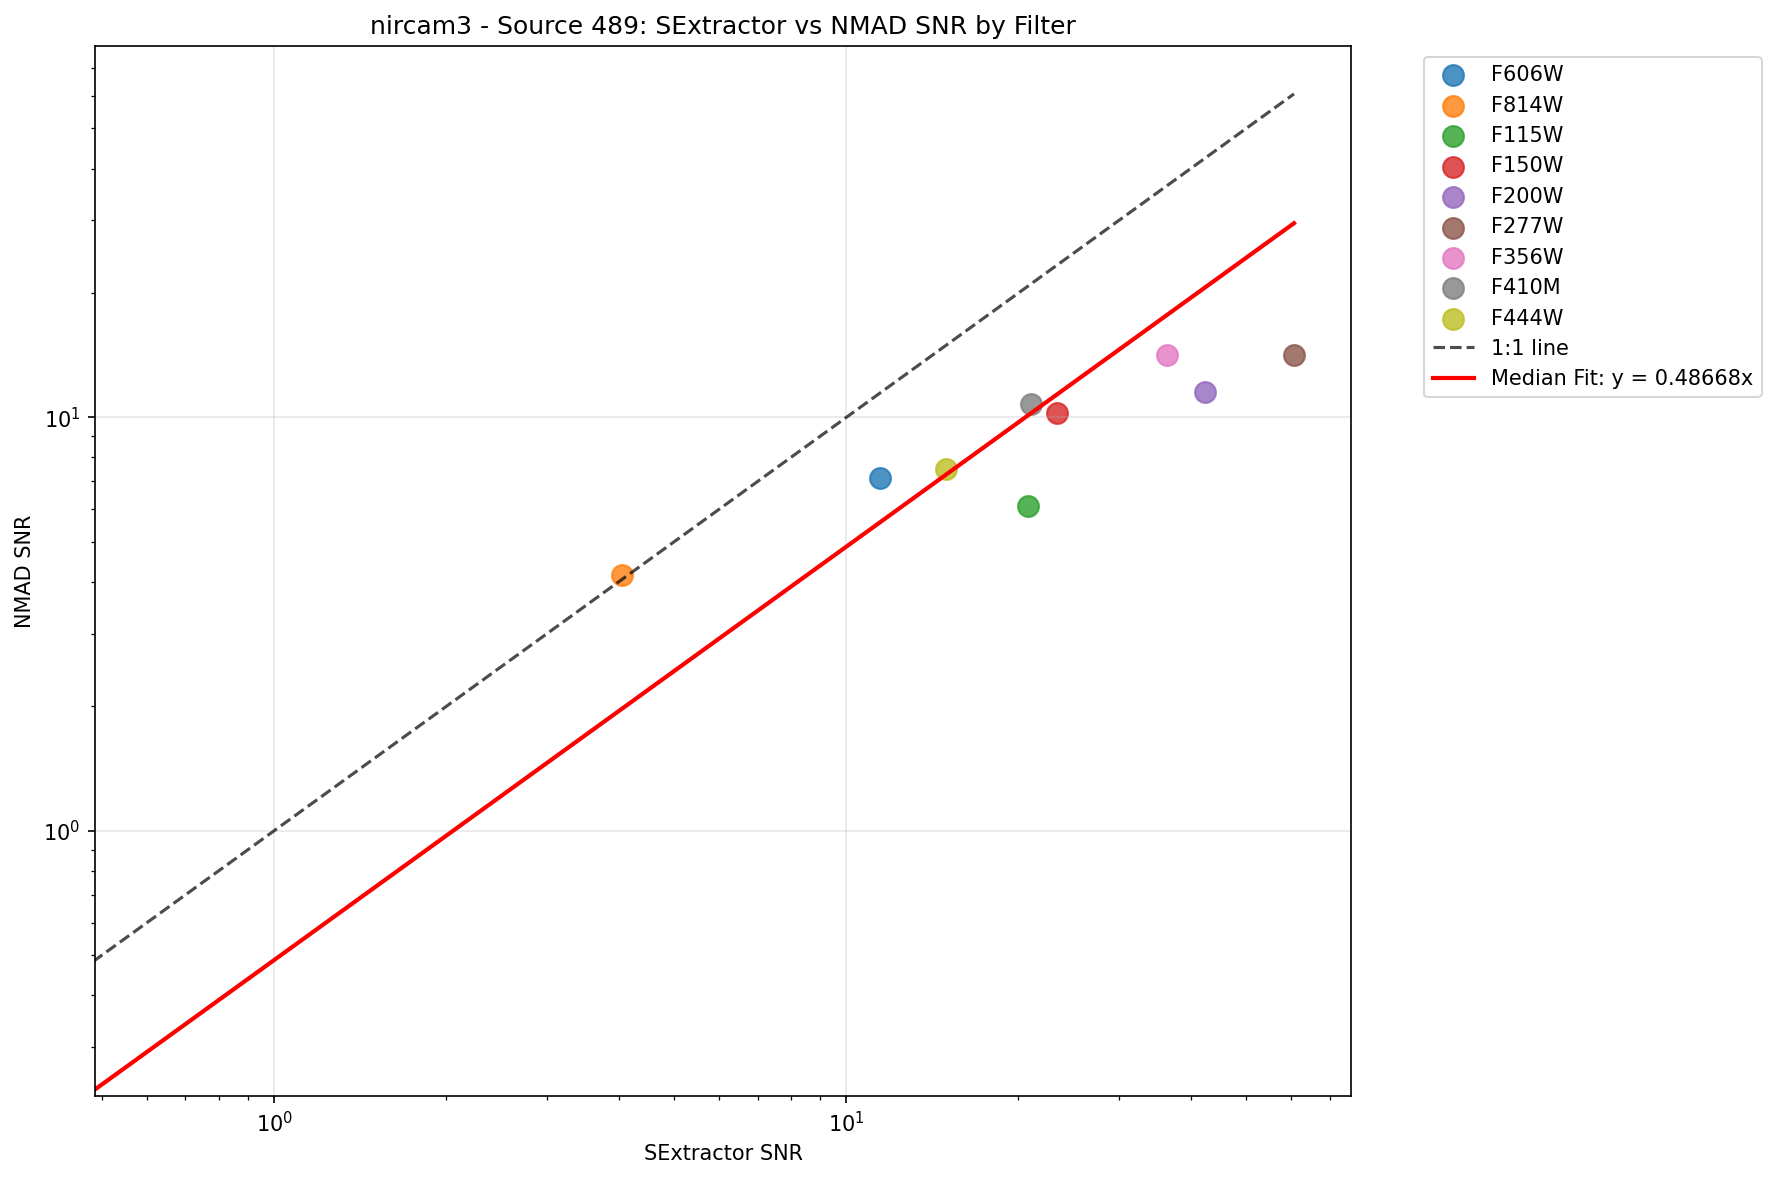 nircam3 - Source 489: SExtractor vs NMAD SNR by Filter
F606W
F814W
F115W
F150W
F200W
F277W
F356W
F410M
F444W
1:1 line
Median Fit: y = 0.48668x
NMAD SNR
10¹
10⁰
10⁰
10¹
SExtractor SNR